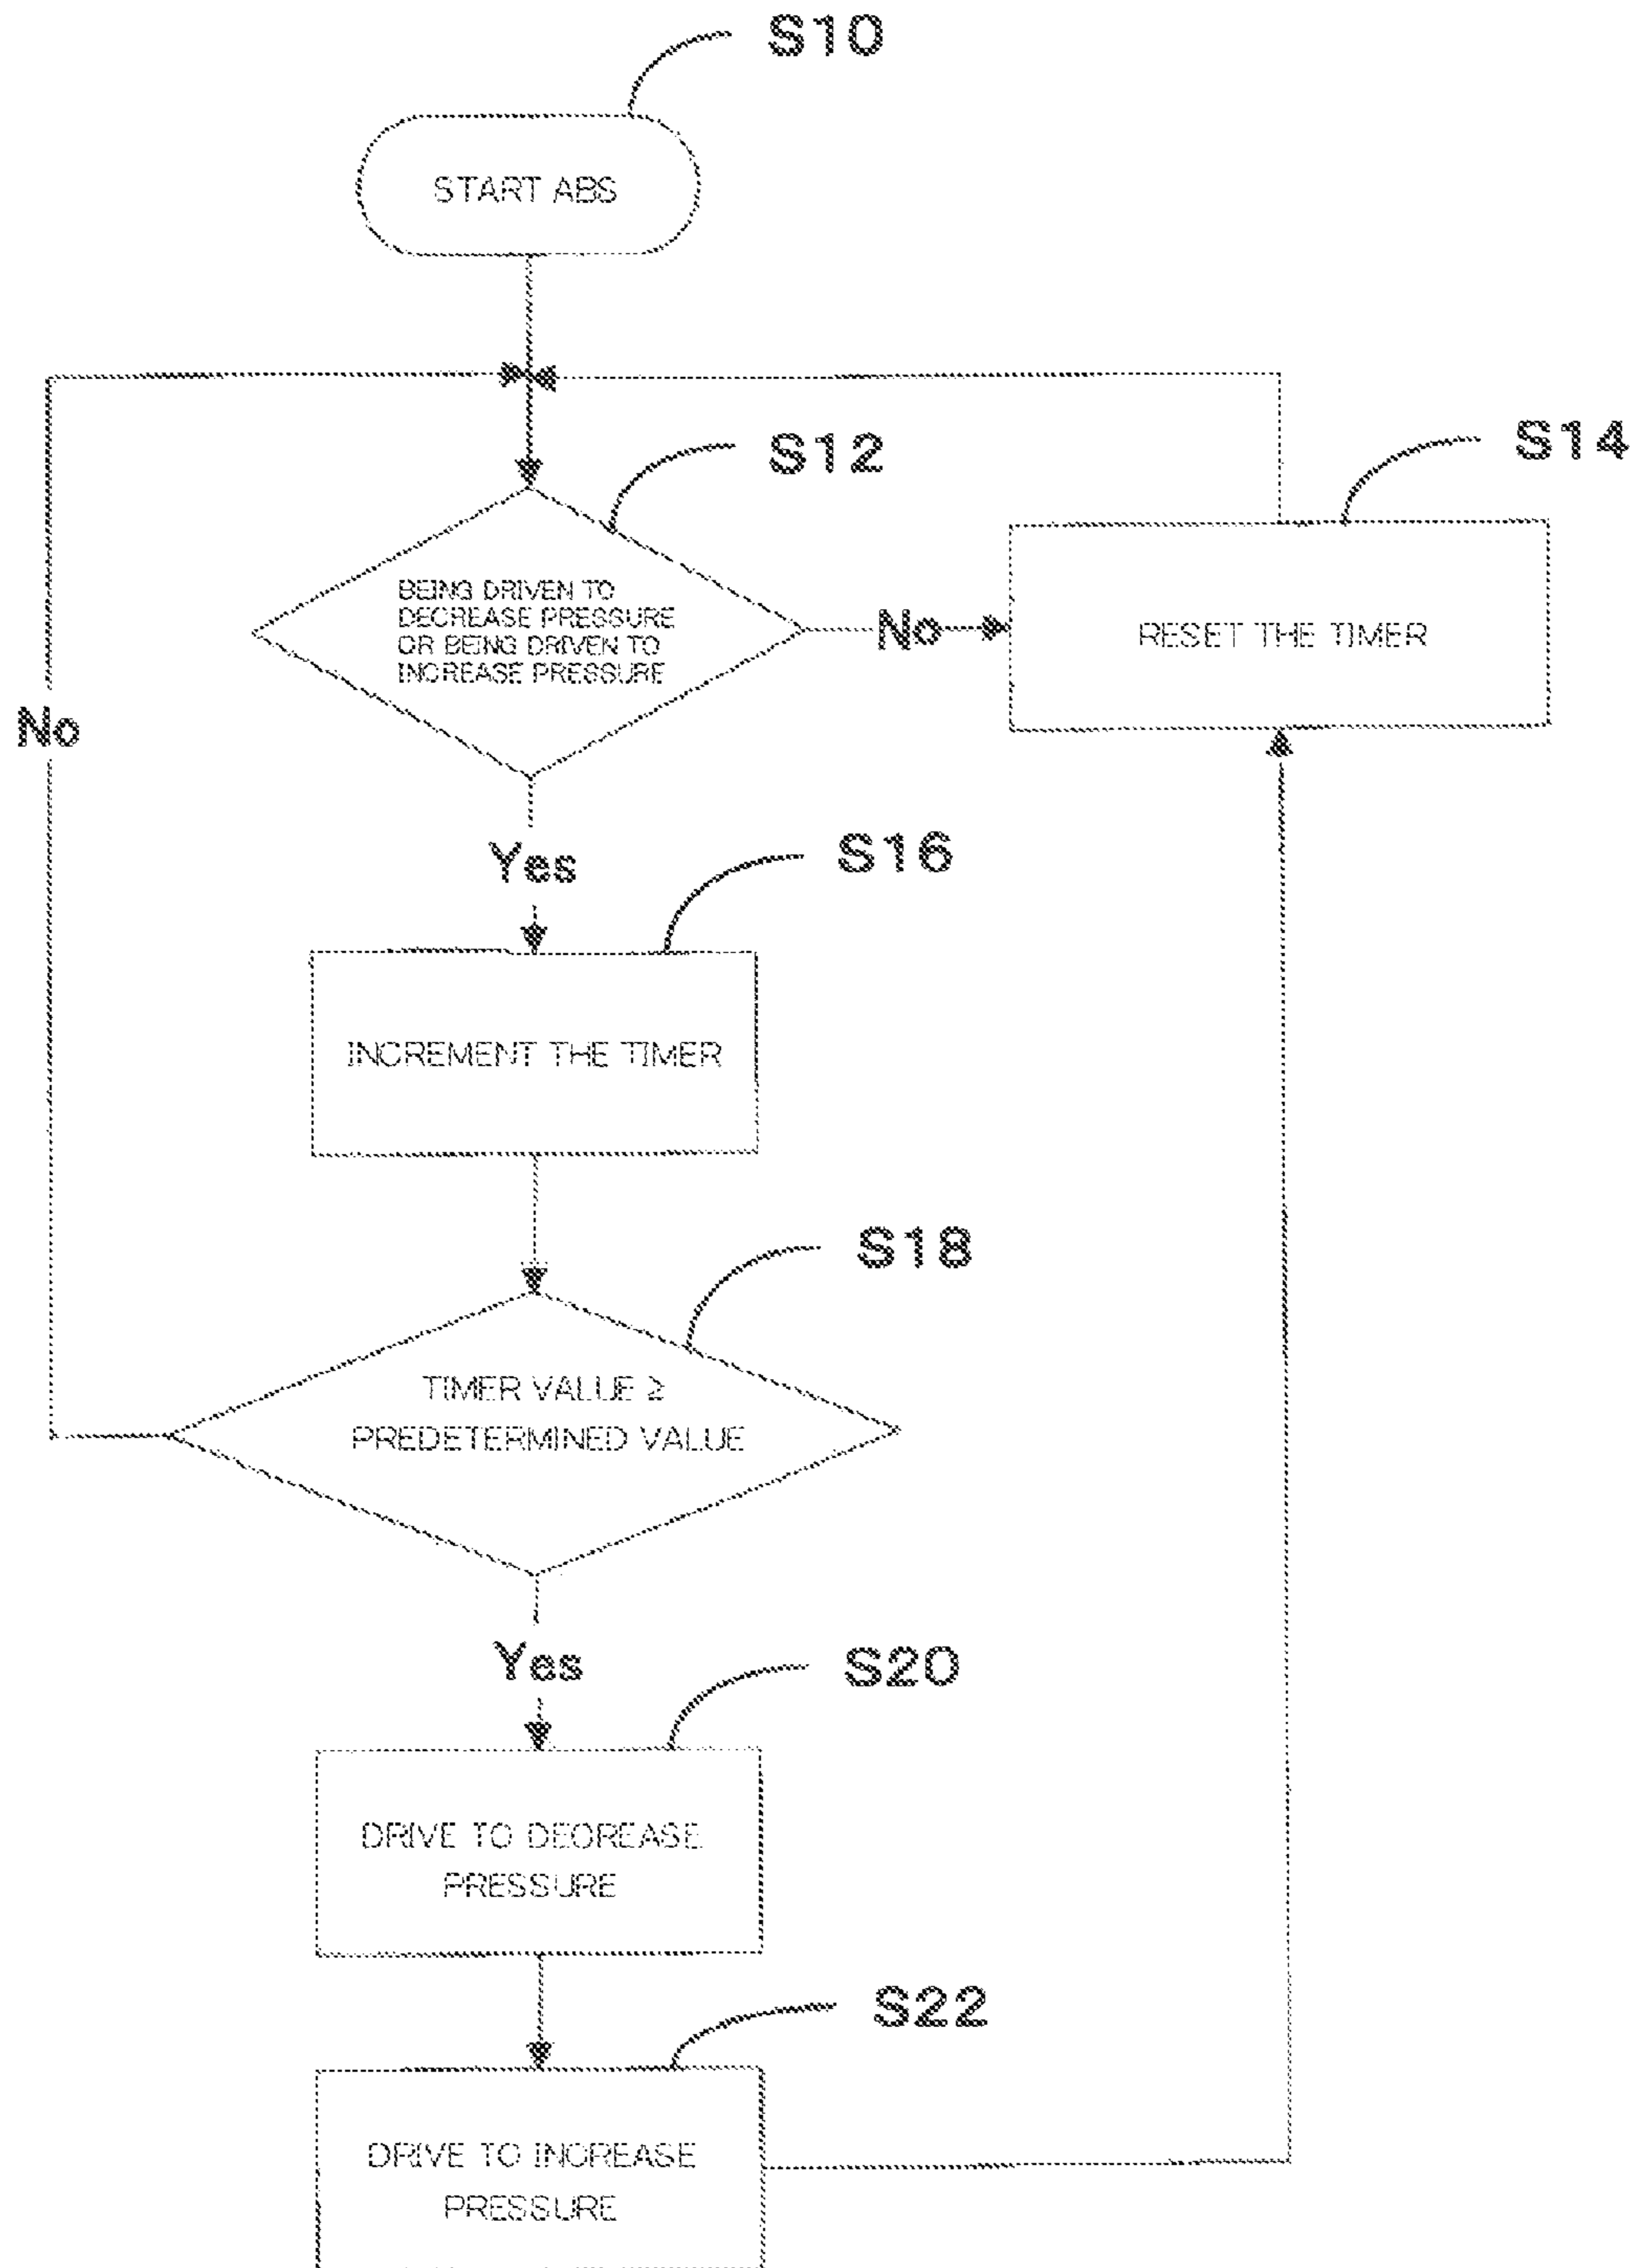 S10
START ABS
S12
S14
BEING DRIVEN TO
DECREASE PRESSURE
OR BEING DRIVEN TO
INCREASE PRESSURE
No
RESET THE TIMER
No
Yes
S16
INCREMENT THE TIMER
S18
TIMER VALUE ≥
PREDETERMINED VALUE
Yes
S20
DRIVE TO DECREASE
PRESSURE
S22
DRIVE TO INCREASE
PRESSURE